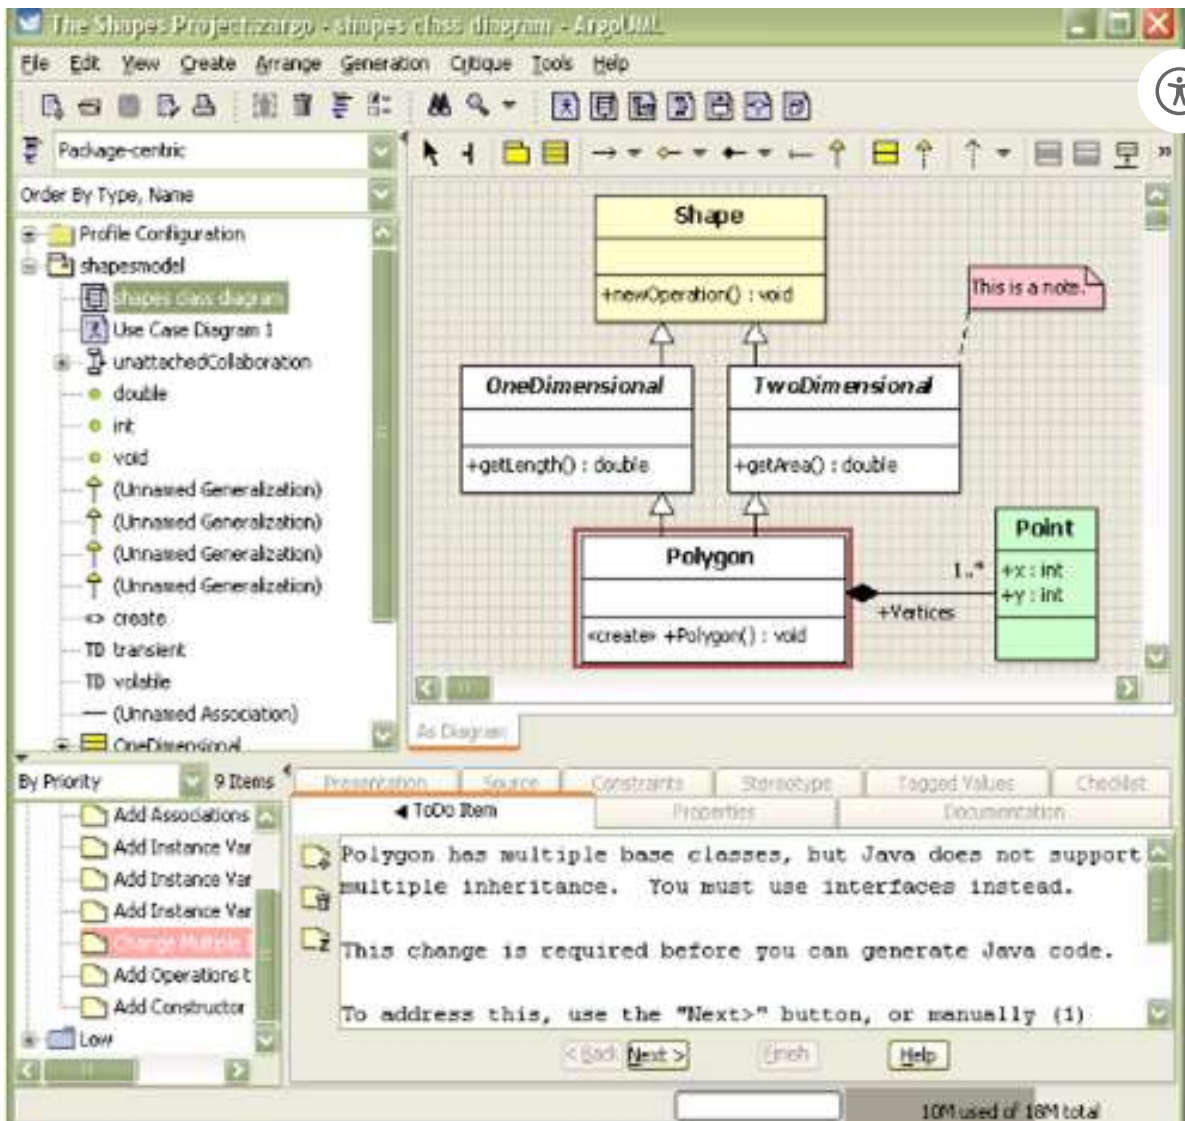 The Shapes Project.zargo - shapes class diagram - ArgoUML
File Edit View Create Arrange Generation Critique Tools Help
Package-centric
Order By Type, Name
Profile Configuration
shapesmodel
shapes class diagram
Use Case Diagram 1
unattachedCollaboration
double
int
void
(Unnamed Generalization)
(Unnamed Generalization)
(Unnamed Generalization)
(Unnamed Generalization)
<> create
TD transient
TD volatile
(Unnamed Association)
OneDimensional
Shape
+newOperation() : void
This is a note.
OneDimensional
+getLength() : double
TwoDimensional
+getArea() : double
Polygon
«create» +Polygon() : void
1..*
+Vertices
Point
+x : int
+y : int
As Diagram
By Priority 9 Items
Add Associations
Add Instance Var
Add Instance Var
Add Instance Var
Change Multiple
Add Operations t
Add Constructor
Low
Presentation Source Constraints Stereotype Tagged Values Checklist
ToDo Item Properties Documentation
Polygon has multiple base classes, but Java does not support
multiple inheritance. You must use interfaces instead.
This change is required before you can generate Java code.
To address this, use the "Next>" button, or manually (1)
< Back Next > Finish Help
10M used of 18M total